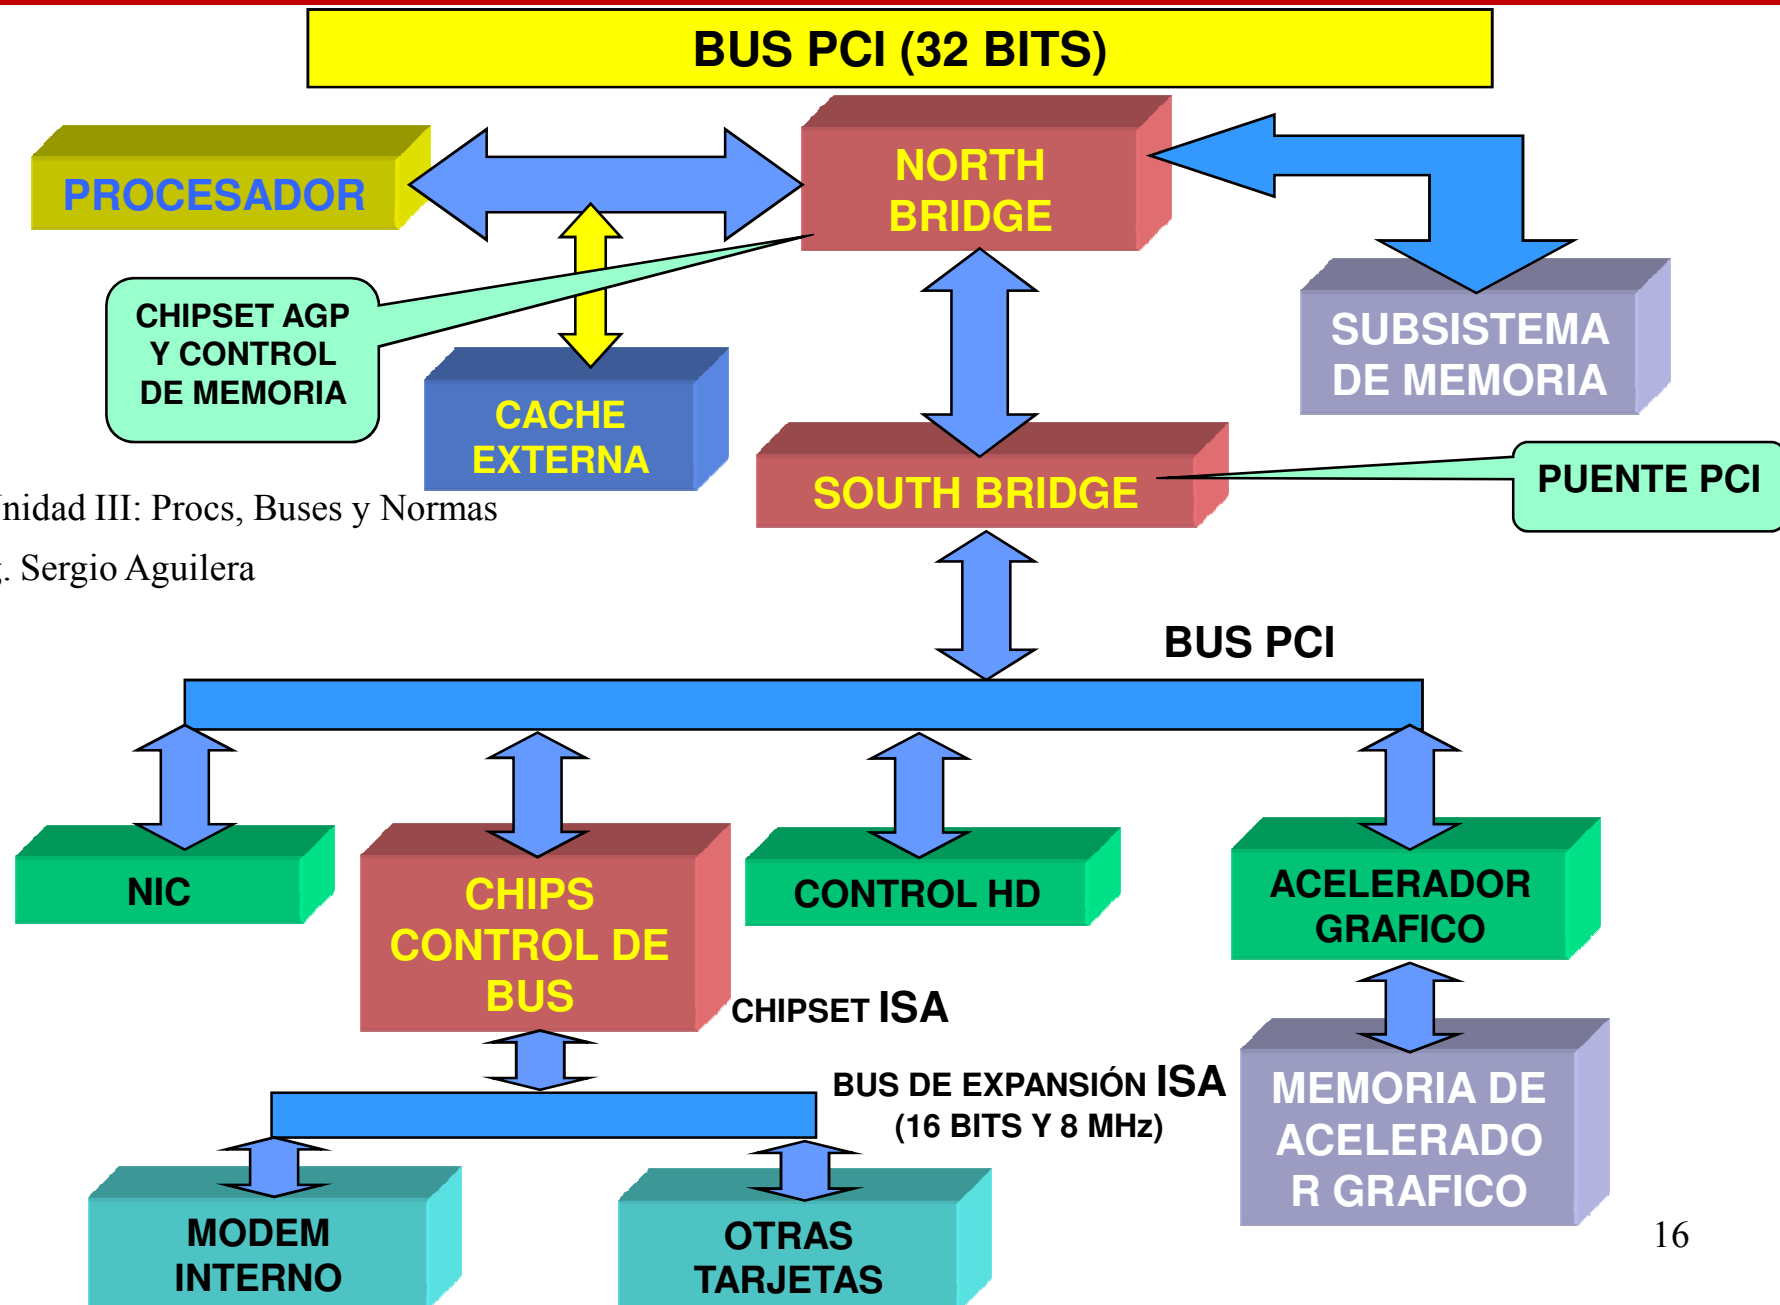 BUS PCI (32 BITS)
PROCESADOR
NORTH
BRIDGE
CHIPSET AGP
Y CONTROL
DE MEMORIA
CACHE
EXTERNA
SUBSISTEMA
DE MEMORIA
SOUTH BRIDGE
PUENTE PCI
nidad III: Procs, Buses y Normas
. Sergio Aguilera
BUS PCI
NIC
CHIPS
CONTROL DE
BUS
CONTROL HD
ACELERADOR
GRAFICO
CHIPSET ISA
BUS DE EXPANSIÓN ISA
(16 BITS Y 8 MHz)
MEMORIA DE
ACELERADO
R GRAFICO
MODEM
INTERNO
OTRAS
TARJETAS
16